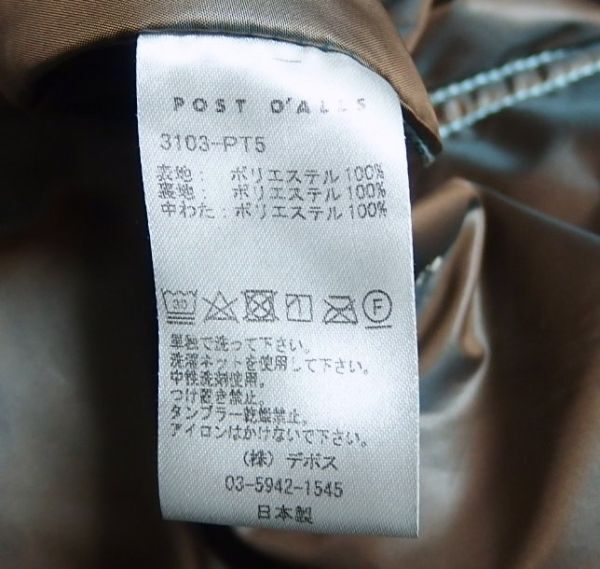 POST O'ALLS
3103-PT5
表地： ポリエステル100%
裏地： ポリエステル100%
中わた：ポリエステル100%
30 F
単独で洗って下さい。
洗濯ネットを使用して下さい。
中性洗剤使用。
つけ置き禁止。
タンブラー乾燥禁止。
アイロンはかけないで下さい。
(株) デポス
03-5942-1545
日本製